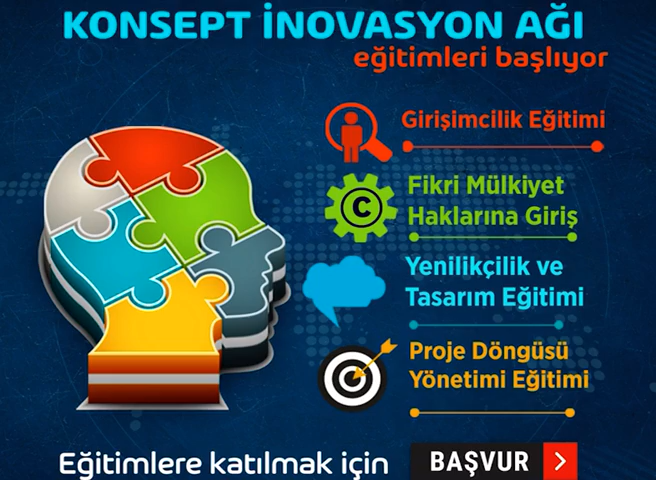 KONSEPT İNOVASYON AĞI
eğitimleri başlıyor
Girişimcilik Eğitimi
C
Fikri Mülkiyet
Haklarına Giriş
Yenilikçilik ve
Tasarım Eğitimi
Proje Döngüsü
Yönetimi Eğitimi
Eğitimlere katılmak için BAŞVUR >